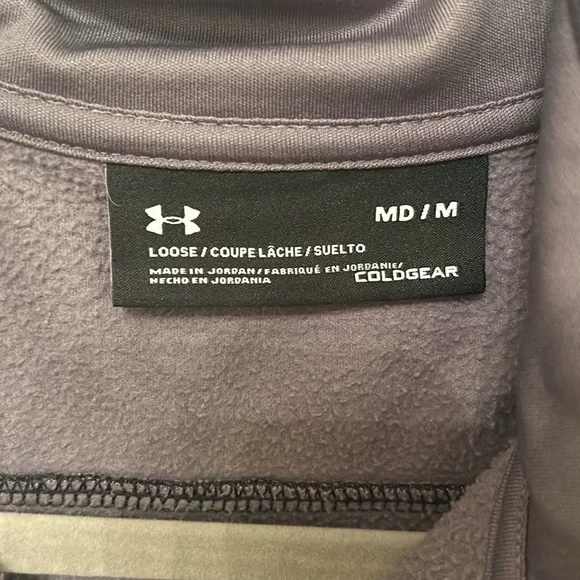 MD / M
LOOSE / COUPE LÂCHE / SUELTO
MADE IN JORDAN / FABRIQUÉ EN JORDANIE/
HECHO EN JORDANIA
COLDGEAR